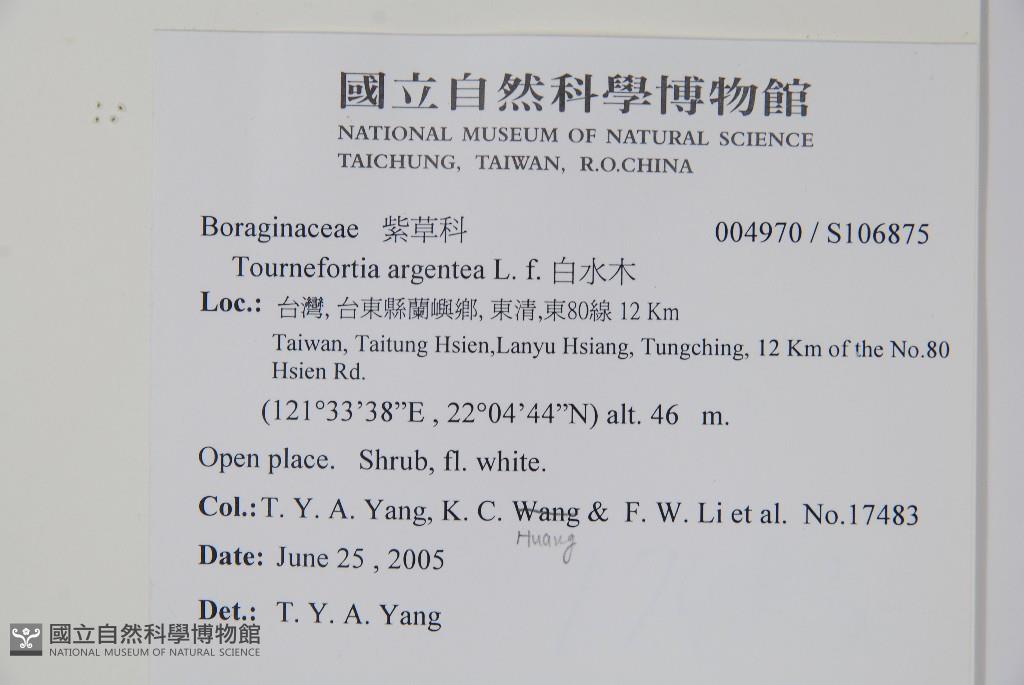 國立自然科學博物館
NATIONAL MUSEUM OF NATURAL SCIENCE
TAICHUNG, TAIWAN, R.O.CHINA
Boraginaceae 紫草科 004970 / S106875
Tournefortia argentea L. f. 白水木
Loc.: 台灣, 台東縣蘭嶼鄉, 東清,東80線 12 Km
Taiwan, Taitung Hsien,Lanyu Hsiang, Tungching, 12 Km of the No.80
Hsien Rd.
(121°33’38”E , 22°04’44”N) alt. 46 m.
Open place. Shrub, fl. white.
Col.: T. Y. A. Yang, K. C. Wang & F. W. Li et al. No.17483
Huang
Date: June 25 , 2005
Det.: T. Y. A. Yang
國立自然科學博物館
NATIONAL MUSEUM OF NATURAL SCIENCE